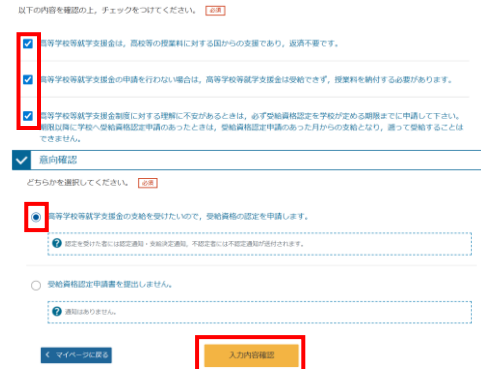 以下の内容を確認の上，チェックをつけてください。 必須
高等学校等就学支援金は，高校等の授業料に対する国からの支援であり，返済不要です。
高等学校等就学支援金の申請を行わない場合は，高等学校等就学支援金は受給できず，授業料を納付する必要があります。
高等学校等就学支援金制度に対する理解に不安があるときは，必ず受給資格認定を学校が定める期限までに申請して下さい。
期限以降に学校へ受給資格認定申請のあったときは，受給資格認定申請のあった月からの支給となり，遡って受給することは
できません。
意向確認
どちらかを選択してください。 必須
高等学校等就学支援金の支給を受けたいので，受給資格の認定を申請します。
認定を受けた者には認定通知・支給決定通知，不認定者には不認定通知が送付されます。
受給資格認定申請書を提出しません。
通知はありません。
マイページに戻る 入力内容確認